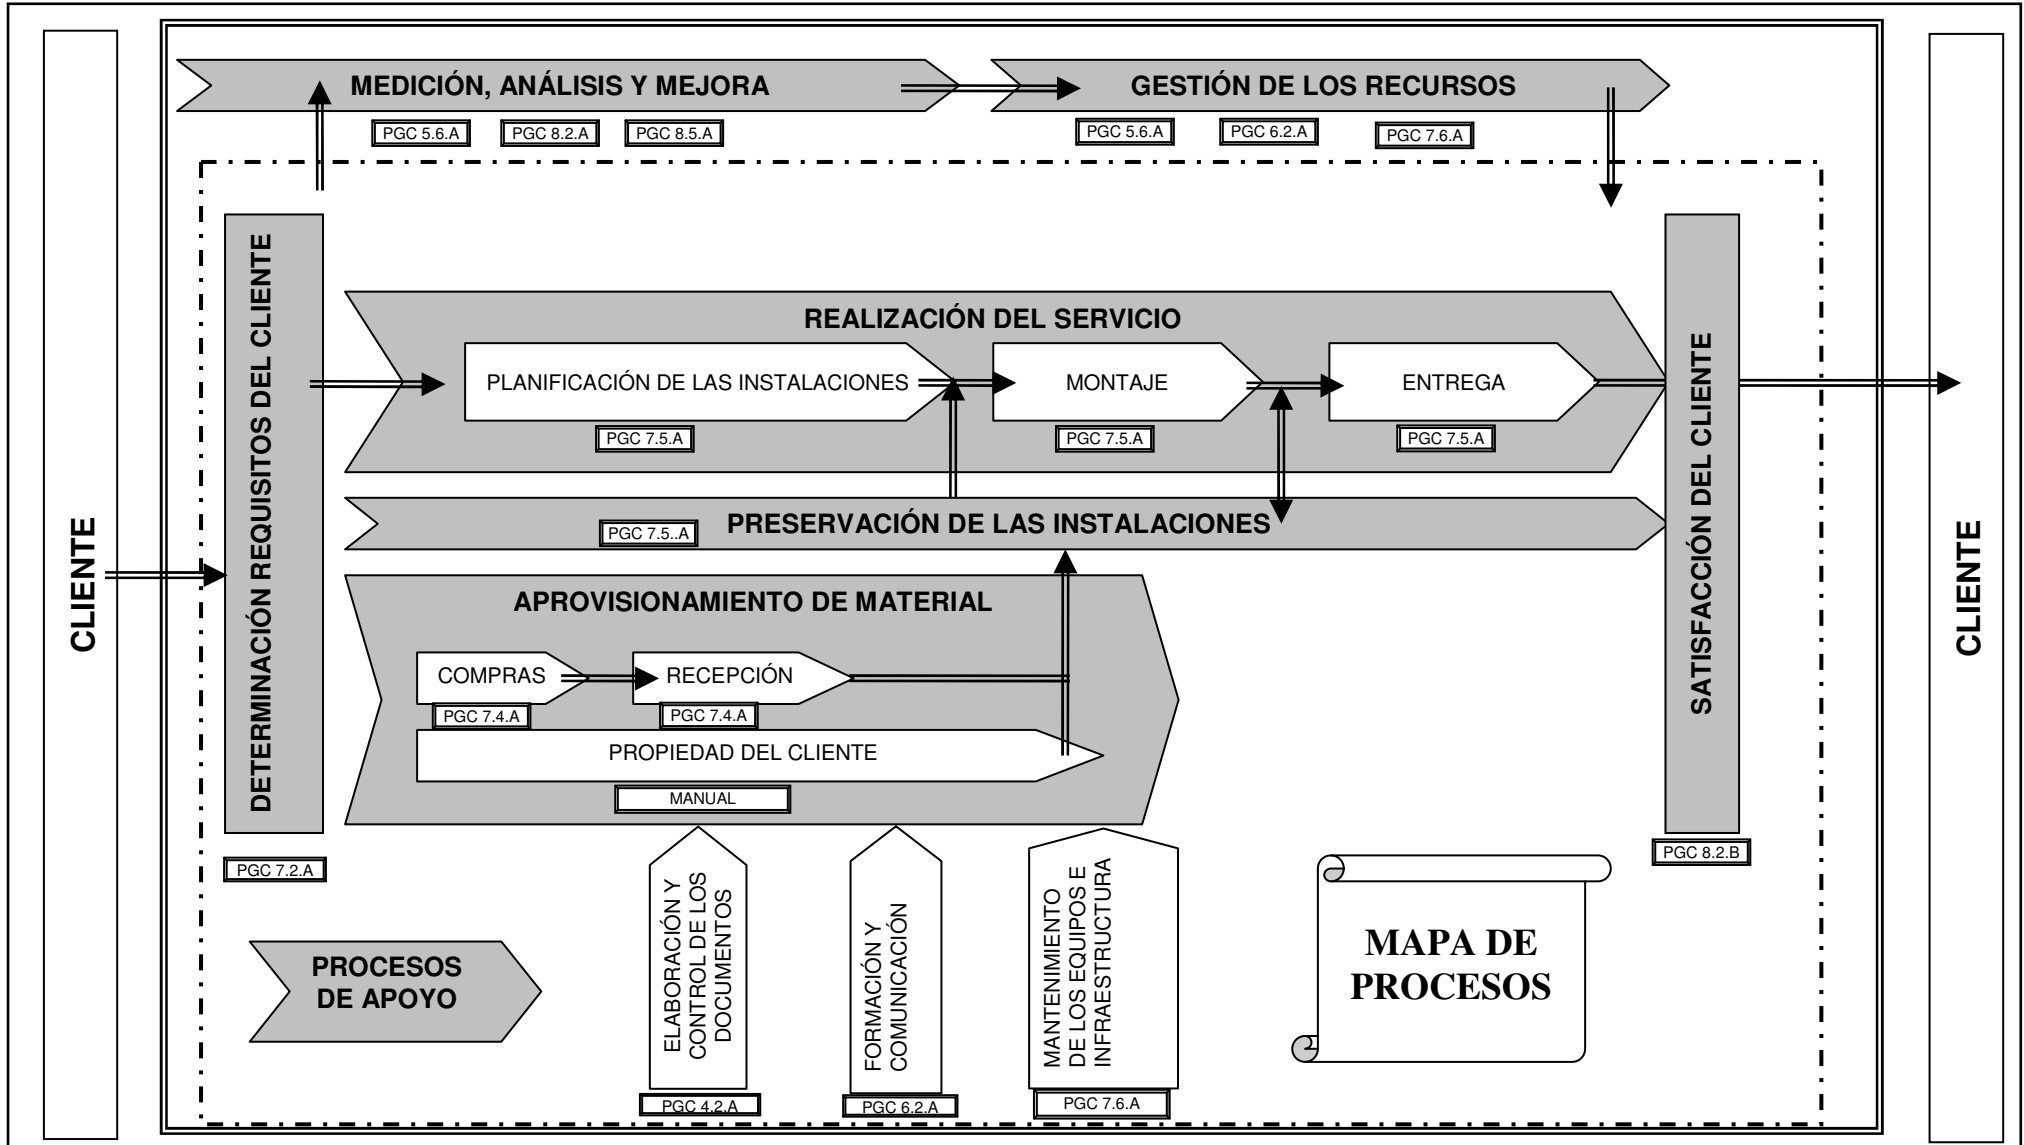 CLIENTE
MEDICIÓN, ANÁLISIS Y MEJORA
PGC 5.6.A
PGC 8.2.A
PGC 8.5.A
GESTIÓN DE LOS RECURSOS
PGC 5.6.A
PGC 6.2.A
PGC 7.6.A
DETERMINACIÓN REQUISITOS DEL CLIENTE
PGC 7.2.A
REALIZACIÓN DEL SERVICIO
PLANIFICACIÓN DE LAS INSTALACIONES
PGC 7.5.A
MONTAJE
PGC 7.5.A
ENTREGA
PGC 7.5.A
PGC 7.5..A
PRESERVACIÓN DE LAS INSTALACIONES
APROVISIONAMIENTO DE MATERIAL
COMPRAS
PGC 7.4.A
RECEPCIÓN
PGC 7.4.A
PROPIEDAD DEL CLIENTE
MANUAL
SATISFACCIÓN DEL CLIENTE
PGC 8.2.B
PROCESOS
DE APOYO
ELABORACIÓN Y
CONTROL DE LOS
DOCUMENTOS
PGC 4.2.A
FORMACIÓN Y
COMUNICACIÓN
PGC 6.2.A
MANTENIMIENTO
DE LOS EQUIPOS E
INFRAESTRUCTURA
PGC 7.6.A
MAPA DE
PROCESOS
CLIENTE